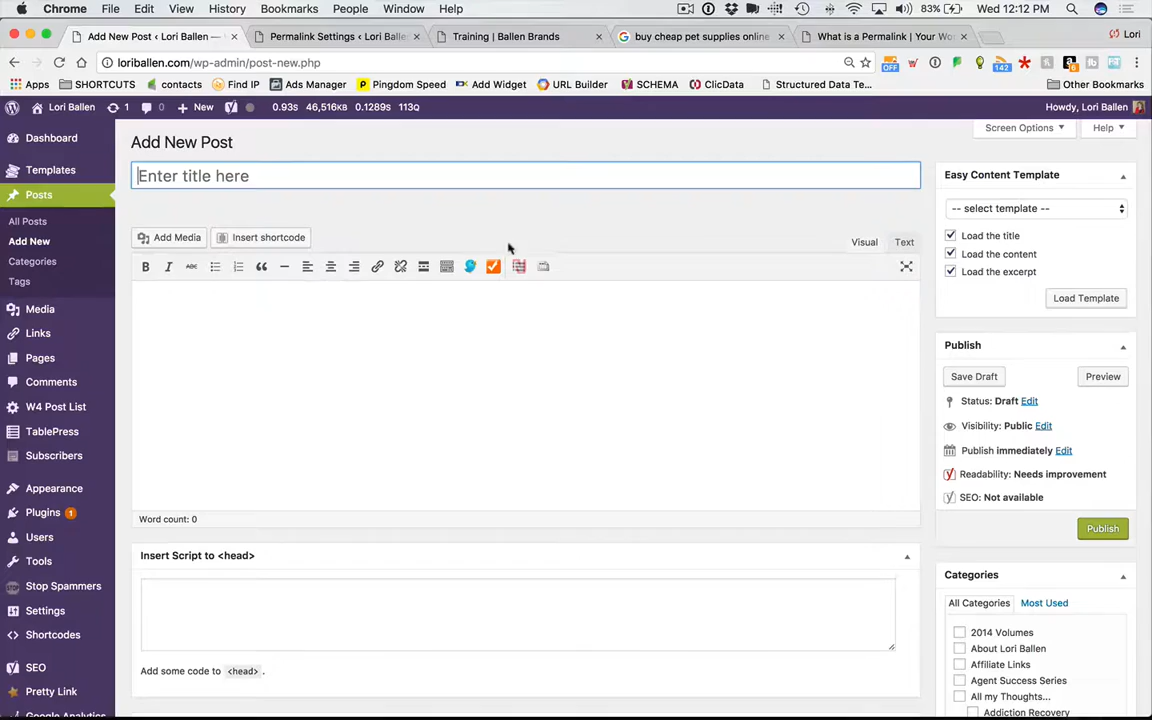 Chrome File Edit View History Bookmarks People Window Help 83% Wed 12:12 PM
Add New Post ‹ Lori Ballen — Permalink Settings ‹ Lori Balle Training | Ballen Brands buy cheap pet supplies online What is a Permalink | Your Wo Lori
loriballen.com/wp-admin/post-new.php OFF 142 6
Apps SHORTCUTS contacts Find IP Ads Manager Pingdom Speed Add Widget URL Builder SCHEMA ClicData Structured Data Te... Other Bookmarks
Lori Ballen 1 0 New 0.93s 46,516KB 0.1289s 113Q Howdy, Lori Ballen
Screen Options Help
Dashboard
Templates
Posts
All Posts
Add New
Categories
Tags
Media
Links
Pages
Comments
W4 Post List
TablePress
Subscribers
Appearance
Plugins 1
Users
Tools
Stop Spammers
Settings
Shortcodes
SEO
Pretty Link
Google Analytics
Add New Post
Enter title here
Add Media Insert shortcode Visual Text
B I ABC
Word count: 0
Insert Script to <head>
Add some code to <head> .
Easy Content Template
-- select template --
Load the title
Load the content
Load the excerpt
Load Template
Publish
Save Draft Preview
Status: Draft Edit
Visibility: Public Edit
Publish immediately Edit
Readability: Needs improvement
SEO: Not available
Publish
Categories
All Categories Most Used
2014 Volumes
About Lori Ballen
Affiliate Links
Agent Success Series
All my Thoughts...
Addiction Recovery